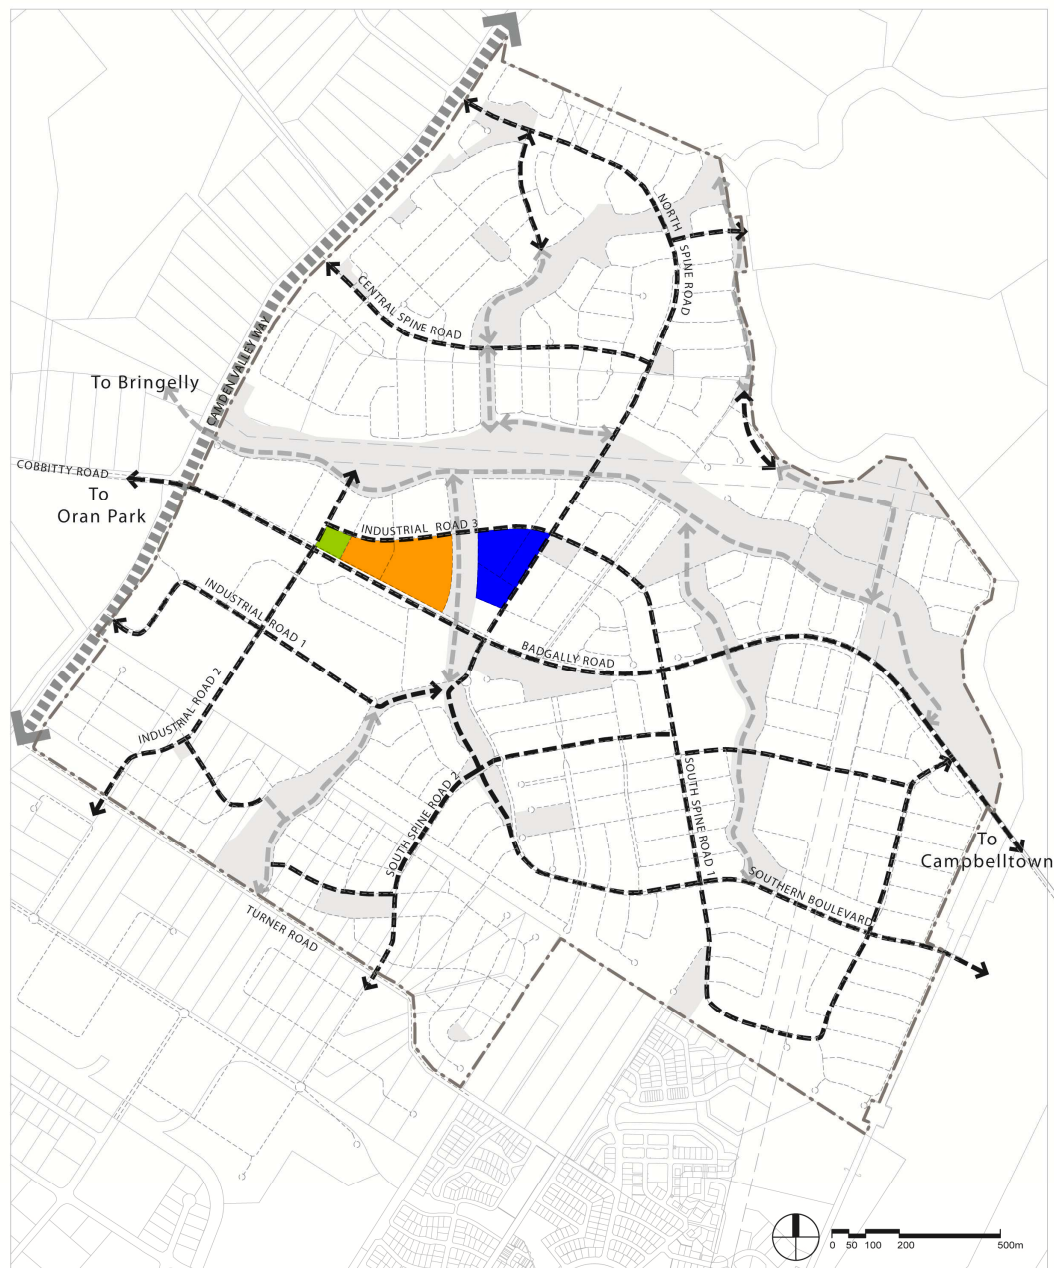 NORTH
SPINE ROAD
CENTRAL SPINE ROAD
CAMDEN VALLEY WAY
To Bringelly
COBBITTY ROAD
To
Oran Park
INDUSTRIAL ROAD 3
INDUSTRIAL ROAD 1
BADGALLY ROAD
INDUSTRIAL ROAD 2
SOUTH SPINE ROAD 2
SOUTH SPINE ROAD 1
To
Campbelltown
SOUTHERN BOULEVARD
TURNER ROAD
0 50 100 200 500m